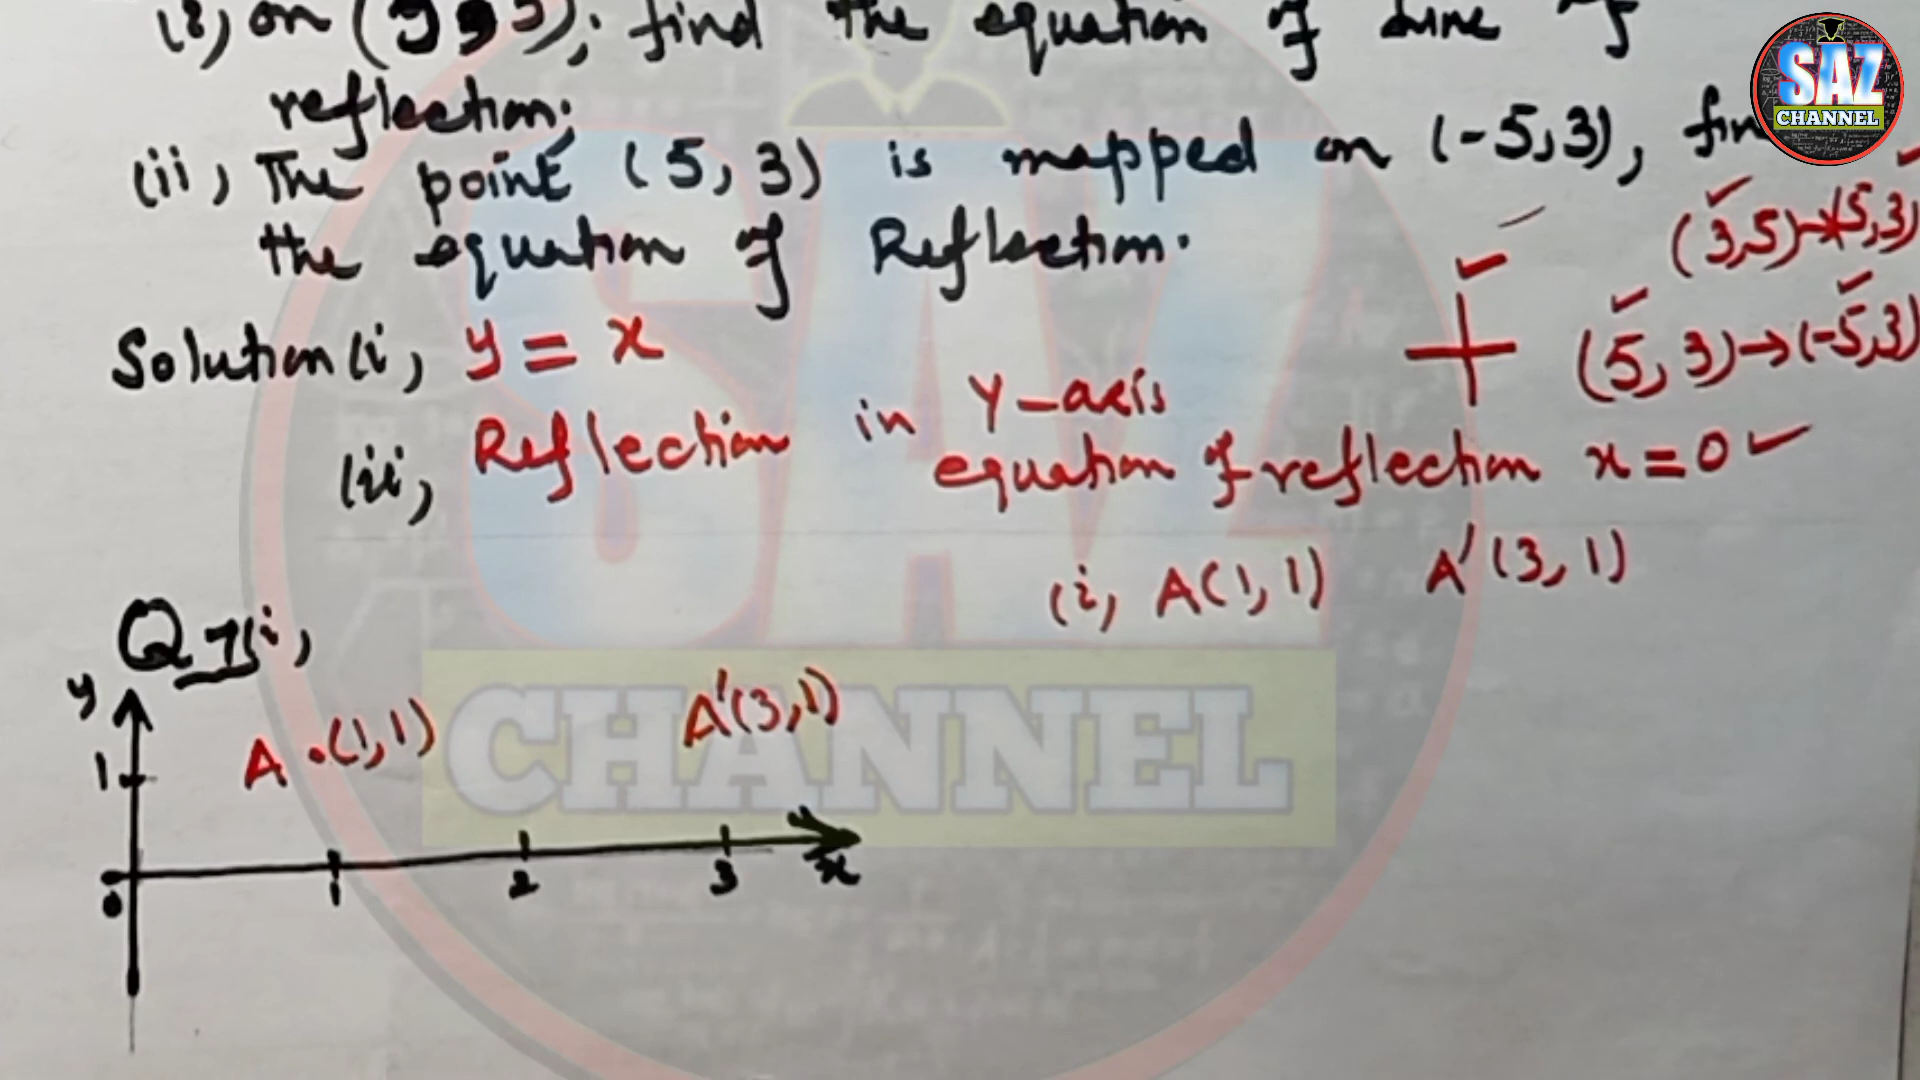 (i) on (5,3); find the equation of Line of
reflection;
(ii) The point (5, 3) is mapped on (-5,3),
the equation of Reflection.
(3,5)→(5,3)
(5, 3)→(-5,3)
Solution (i, y = x
(ii, Reflection in Y-axis
equation of reflection x = 0
(i, A(1,1) A'(3,1)
Q 7 i,
y
A .(1,1) A'(3,1)
1
0 1 2 3 x
SAZ
CHANNEL
SAZ
CHANNEL